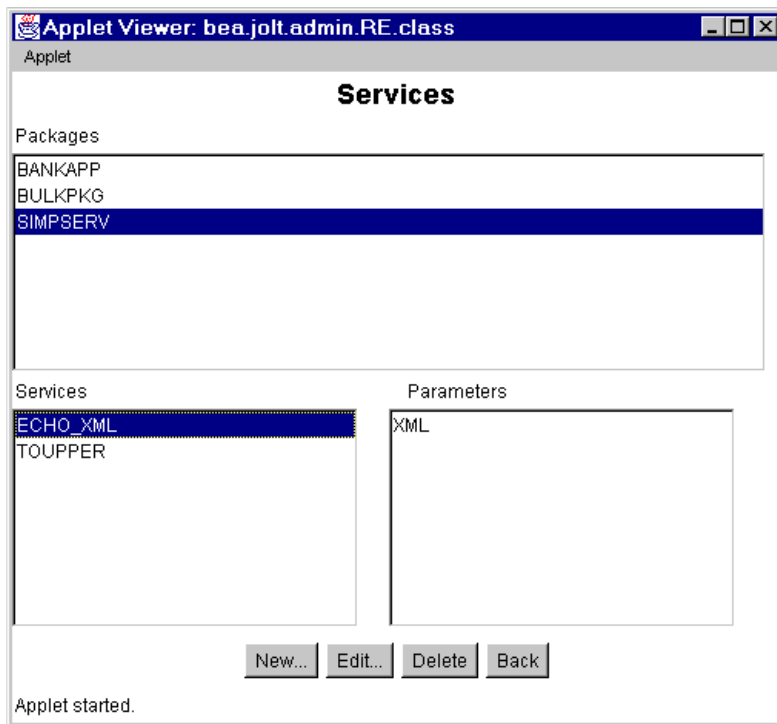 Applet Viewer: bea.jolt.admin.RE.class
Applet
Services
Packages
BANKAPP
BULKPKG
SIMPSERV
Services
Parameters
ECHO_XML
XML
TOUPPER
New... Edit... Delete Back
Applet started.